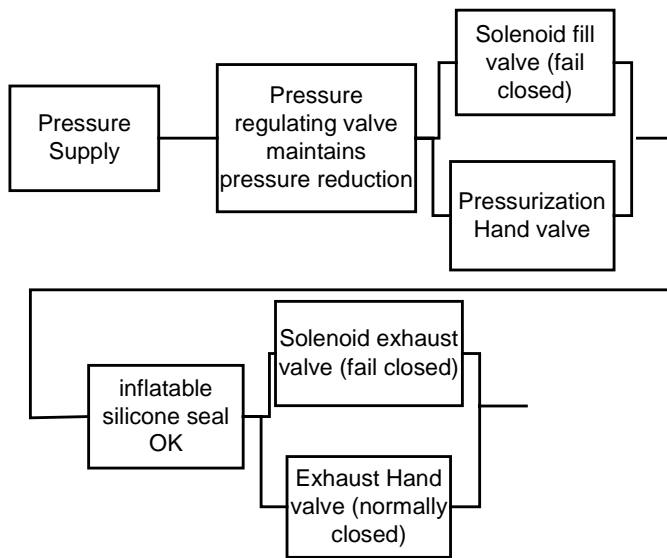 Pressure
Supply
Pressure
regulating valve
maintains
pressure reduction
Solenoid fill
valve (fail
closed)
Pressurization
Hand valve
inflatable
silicone seal
OK
Solenoid exhaust
valve (fail closed)
Exhaust Hand
valve (normally
closed)